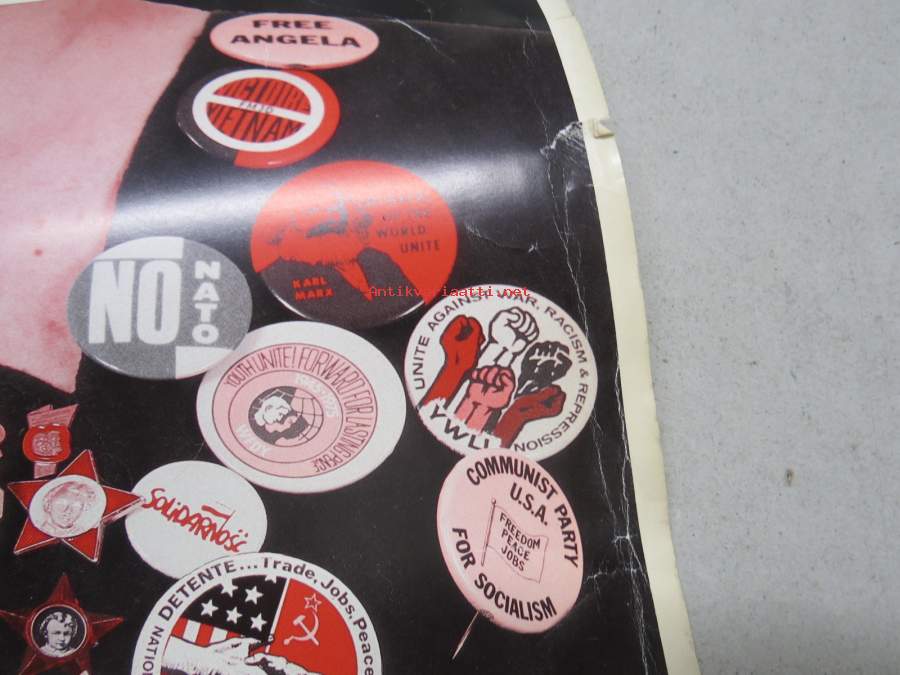 FREE
ANGELA
VIETNAM
WORLD
UNITE
KARL
MARX
Antikvariaatti.net
NO
NATO
UNITE AGAINST WAR, RACISM & REPRESSION
YWLL
YOUTH UNITE! FORWARD FOR LASTING PEACE
SOLIDARNOŚĆ
COMMUNIST PARTY
U.S.A.
FREEDOM
PEACE
JOBS
FOR SOCIALISM
DETENTE...Trade, Jobs, Peace